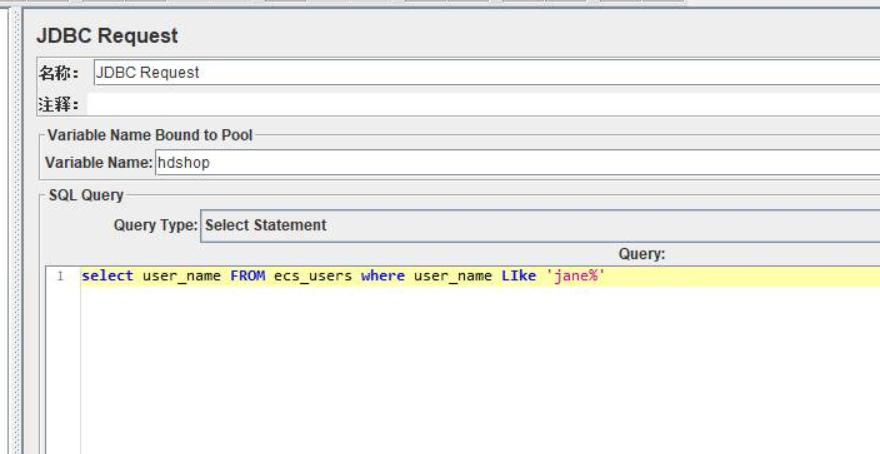 JDBC Request
名称： JDBC Request
注释：
Variable Name Bound to Pool
Variable Name: hdshop
SQL Query
Query Type: Select Statement
Query:
1 select user_name FROM ecs_users where user_name LIke 'jane%'